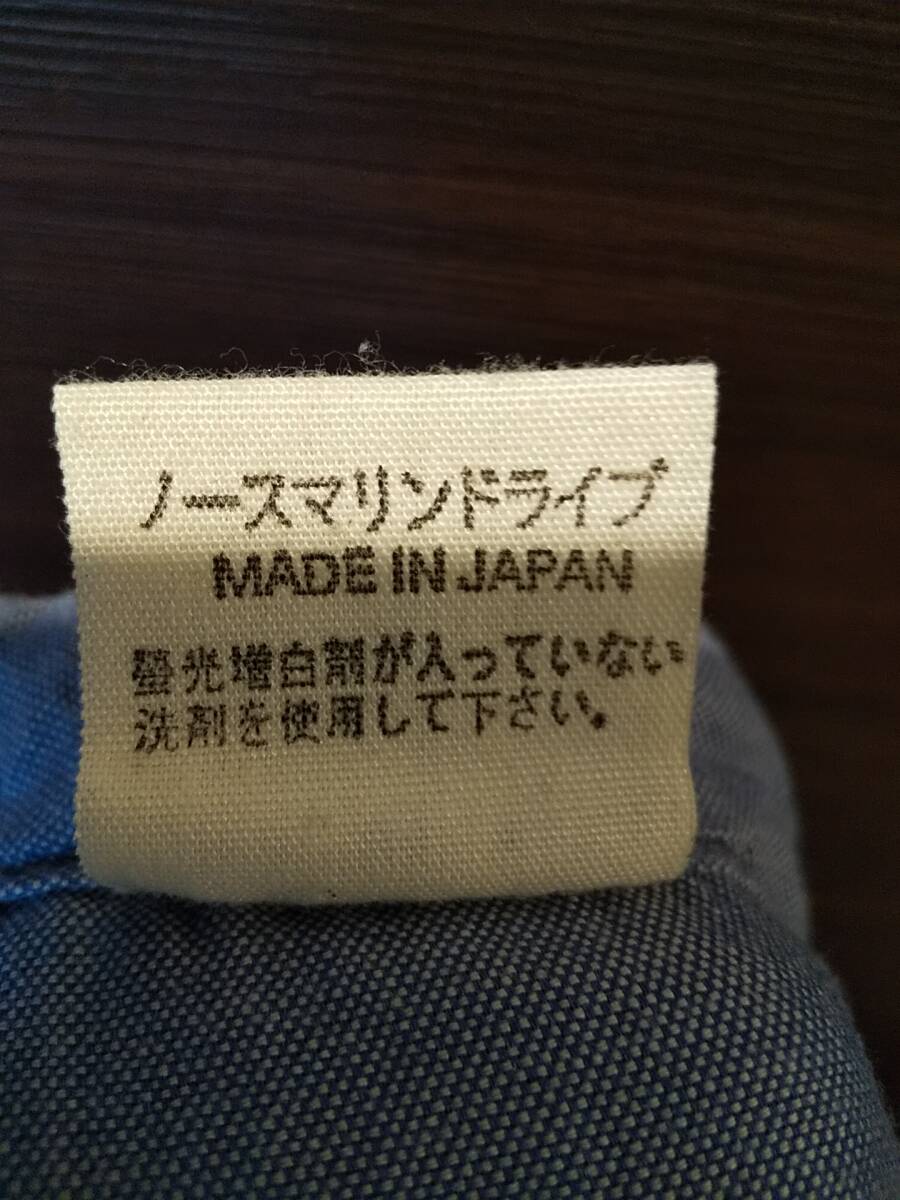 ノースマリンドライブ
MADE IN JAPAN
螢光増白剤が入っていない
洗剤を使用して下さい。